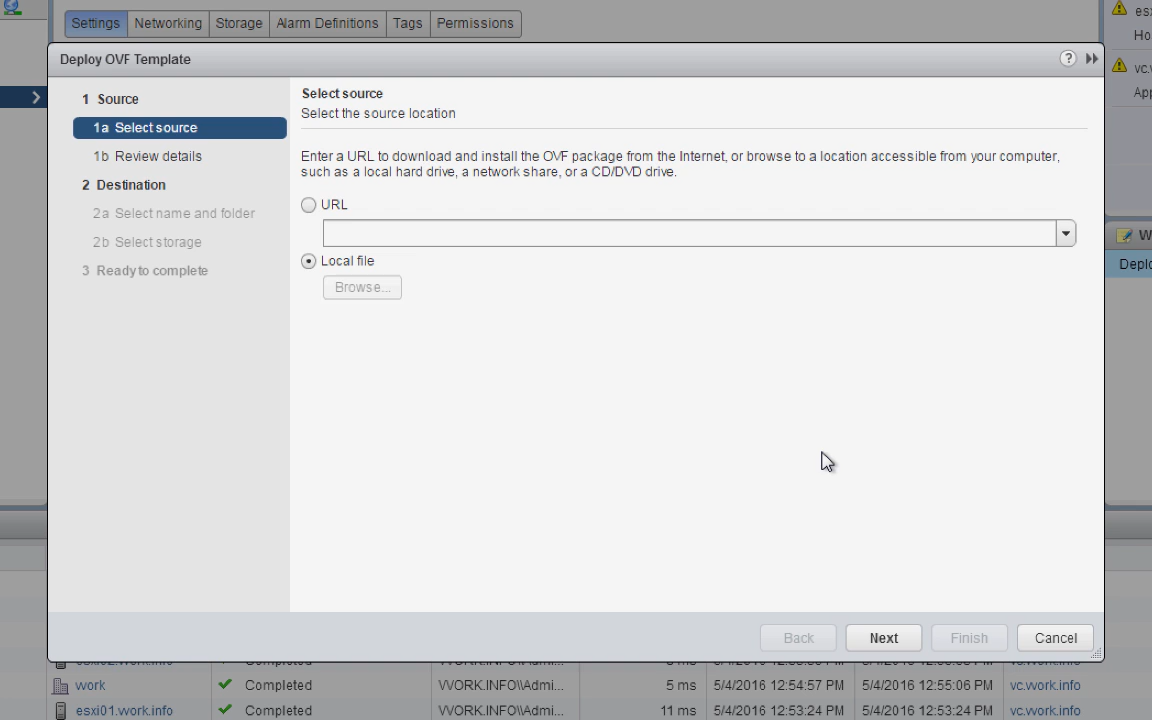 Settings Networking Storage Alarm Definitions Tags Permissions
Deploy OVF Template
?
1 Source
1a Select source
1b Review details
2 Destination
2a Select name and folder
2b Select storage
3 Ready to complete
Select source
Select the source location
Enter a URL to download and install the OVF package from the Internet, or browse to a location accessible from your computer,
such as a local hard drive, a network share, or a CD/DVD drive.
URL
Local file
Browse...
Back Next Finish Cancel
Completed
work Completed WORK.INFO\\Admi... 5 ms 5/4/2016 12:54:57 PM 5/4/2016 12:55:06 PM vc.work.info
esxi01.work.info Completed WORK.INFO\\Admi... 11 ms 5/4/2016 12:53:24 PM 5/4/2016 12:53:24 PM vc.work.info